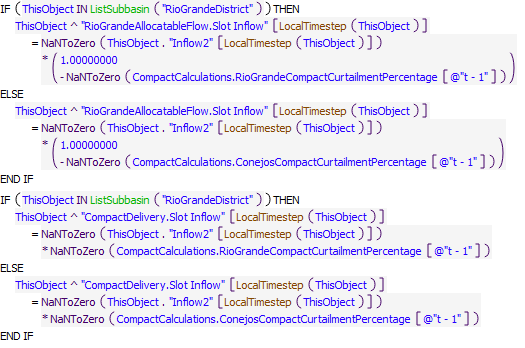 IF ( ThisObject IN ListSubbasin ( "RioGrandeDistrict" ) ) THEN
ThisObject ^ "RioGrandeAllocatableFlow.Slot Inflow" [ LocalTimestep ( ThisObject ) ]
= NaNToZero ( ThisObject . "Inflow2" [ LocalTimestep ( ThisObject ) ] )
* ( 1.00000000
- NaNToZero ( CompactCalculations.RioGrandeCompactCurtailmentPercentage [ @"t - 1" ] ) )
ELSE
ThisObject ^ "RioGrandeAllocatableFlow.Slot Inflow" [ LocalTimestep ( ThisObject ) ]
= NaNToZero ( ThisObject . "Inflow2" [ LocalTimestep ( ThisObject ) ] )
* ( 1.00000000
- NaNToZero ( CompactCalculations.ConejosCompactCurtailmentPercentage [ @"t - 1" ] ) )
END IF
IF ( ThisObject IN ListSubbasin ( "RioGrandeDistrict" ) ) THEN
ThisObject ^ "CompactDelivery.Slot Inflow" [ LocalTimestep ( ThisObject ) ]
= NaNToZero ( ThisObject . "Inflow2" [ LocalTimestep ( ThisObject ) ] )
* NaNToZero ( CompactCalculations.RioGrandeCompactCurtailmentPercentage [ @"t - 1" ] )
ELSE
ThisObject ^ "CompactDelivery.Slot Inflow" [ LocalTimestep ( ThisObject ) ]
= NaNToZero ( ThisObject . "Inflow2" [ LocalTimestep ( ThisObject ) ] )
* NaNToZero ( CompactCalculations.ConejosCompactCurtailmentPercentage [ @"t - 1" ] )
END IF